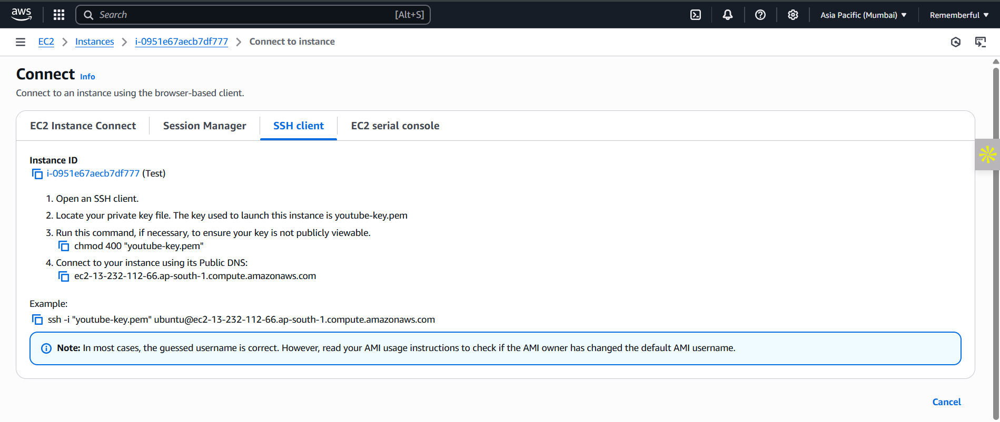 aws
Search [Alt+S]
Asia Pacific (Mumbai)
Rememberful
EC2 Instances i-0951e67aecb7df777 Connect to instance
Connect Info
Connect to an instance using the browser-based client.
EC2 Instance Connect Session Manager SSH client EC2 serial console
Instance ID
i-0951e67aecb7df777 (Test)
1. Open an SSH client.
2. Locate your private key file. The key used to launch this instance is youtube-key.pem
3. Run this command, if necessary, to ensure your key is not publicly viewable.
chmod 400 "youtube-key.pem"
4. Connect to your instance using its Public DNS:
ec2-13-232-112-66.ap-south-1.compute.amazonaws.com
Example:
ssh -i "youtube-key.pem" ubuntu@ec2-13-232-112-66.ap-south-1.compute.amazonaws.com
Note: In most cases, the guessed username is correct. However, read your AMI usage instructions to check if the AMI owner has changed the default AMI username.
Cancel